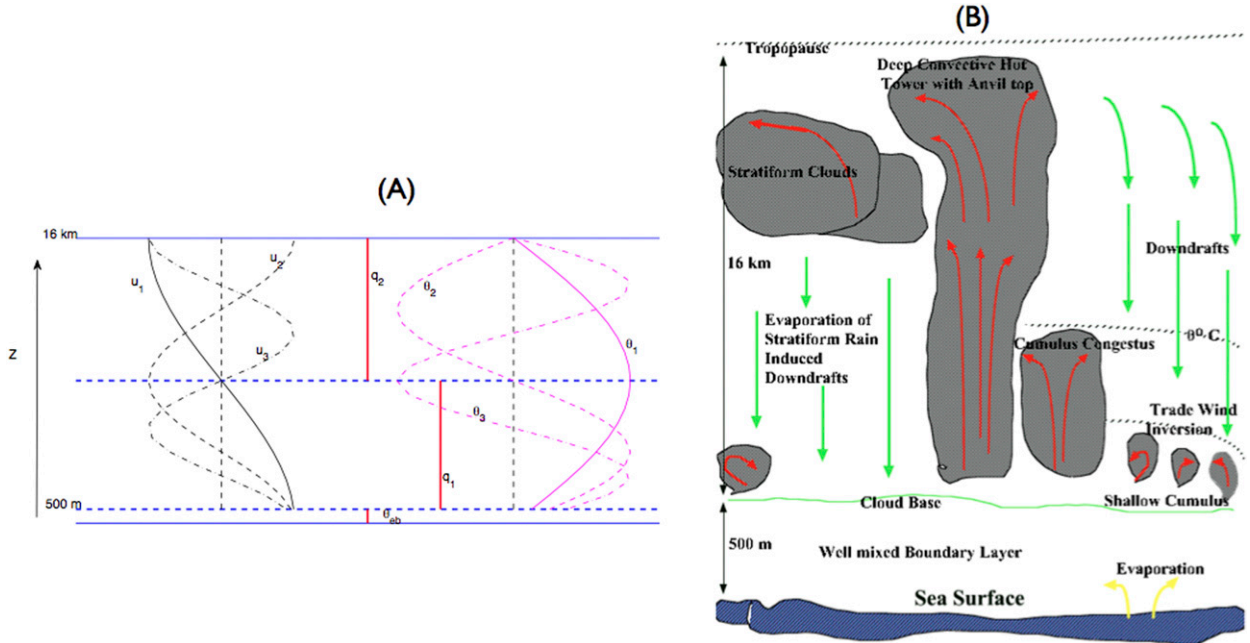 (A)
16 km
u1
u2
u3
q2
θ2
θ1
θ3
q1
Z
500 m
θeb
(B)
Tropopause
Deep Convective Hot
Tower with Anvil top
Stratiform Clouds
16 km
Downdrafts
Evaporation of
Stratiform Rain
Induced
Downdrafts
Cumulus Congestus
Trade Wind
Inversion
Cloud Base
Shallow Cumulus
500 m
Well mixed Boundary Layer
Evaporation
Sea Surface